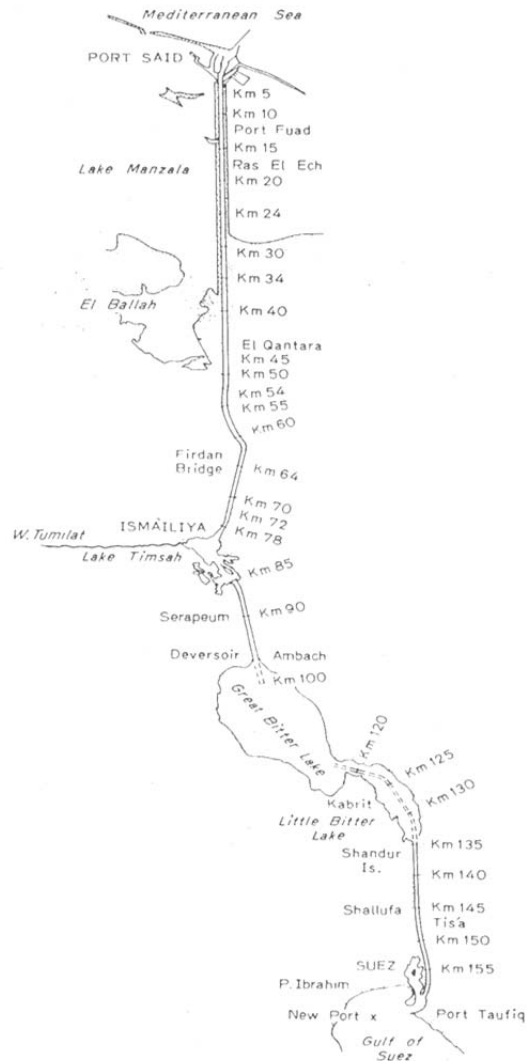 Mediterranean Sea
PORT SAID
Km 5
Km 10
Port Fuad
Km 15
Lake Manzala
Ras El Ech
Km 20
Km 24
Km 30
Km 34
El Ballah
Km 40
El Qantara
Km 45
Km 50
Km 54
Km 55
Km 60
Firdan
Bridge
Km 64
Km 70
ISMAILIYA
Km 72
Km 78
W. Tumilat
Lake Timsah
Km 85
Serapeum
Km 90
Deversoir
Ambach
Km 100
Great Bitter Lake
Km 120
Km 125
Km 130
Kabrit
Little Bitter
Lake
Km 135
Shandur
Is.
Km 140
Shallufa
Km 145
Tis'a
Km 150
SUEZ
Km 155
P. Ibrahim
New Port x
Port Taufiq
Gulf of
Suez